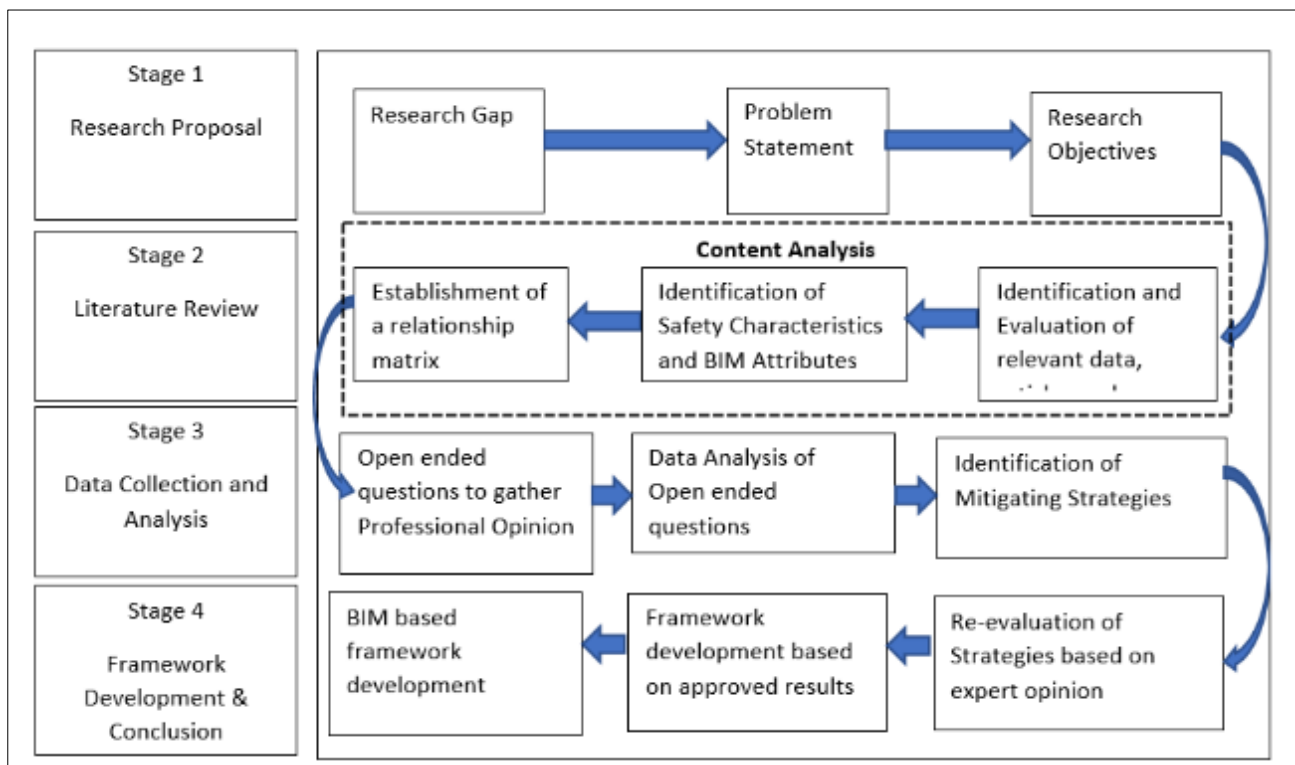 Stage 1
Research Proposal
Research Gap
Problem
Statement
Research
Objectives
Stage 2
Literature Review
Content Analysis
Establishment of
a relationship
matrix
Identification of
Safety Characteristics
and BIM Attributes
Identification and
Evaluation of
relevant data,
Stage 3
Data Collection and
Analysis
Open ended
questions to gather
Professional Opinion
Data Analysis of
Open ended
questions
Identification of
Mitigating Strategies
Stage 4
Framework
Development &
Conclusion
BIM based
framework
development
Framework
development based
on approved results
Re-evaluation of
Strategies based on
expert opinion